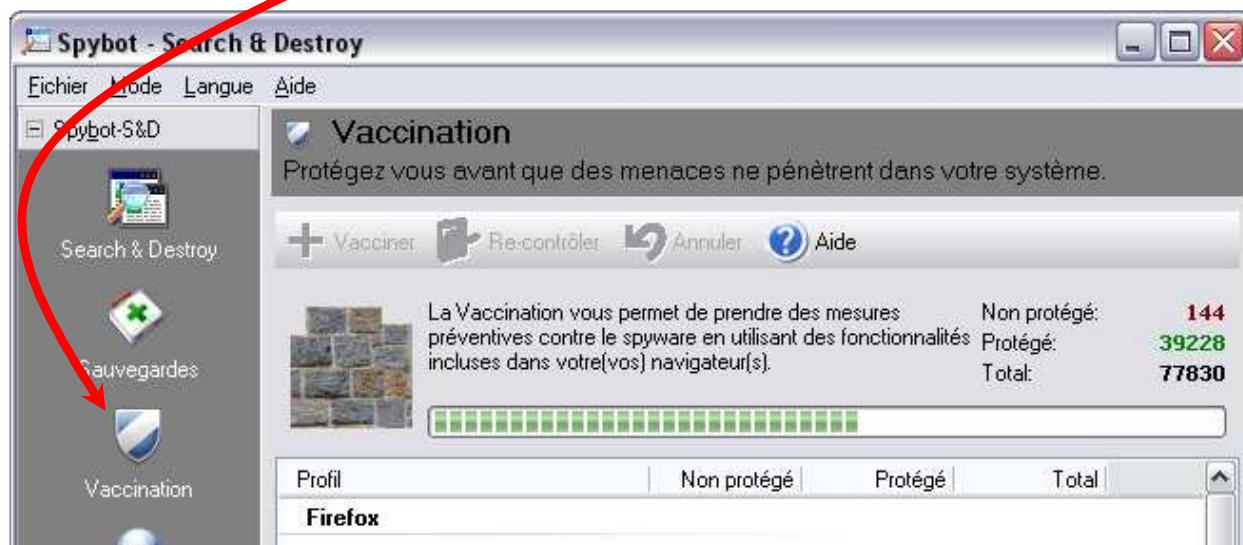 Spybot - Search & Destroy
Fichier Mode Langue Aide
Spybot-S&D
Search & Destroy
Sauvegardes
Vaccination
Vaccination
Protégez vous avant que des menaces ne pénètrent dans votre système.
Vacciner Re-contrôler Annuler Aide
La Vaccination vous permet de prendre des mesures
préventives contre le spyware en utilisant des fonctionnalités
incluses dans votre(vos) navigateur(s).
Non protégé: 144
Protégé: 39228
Total: 77830
Profil Non protégé Protégé Total
Firefox